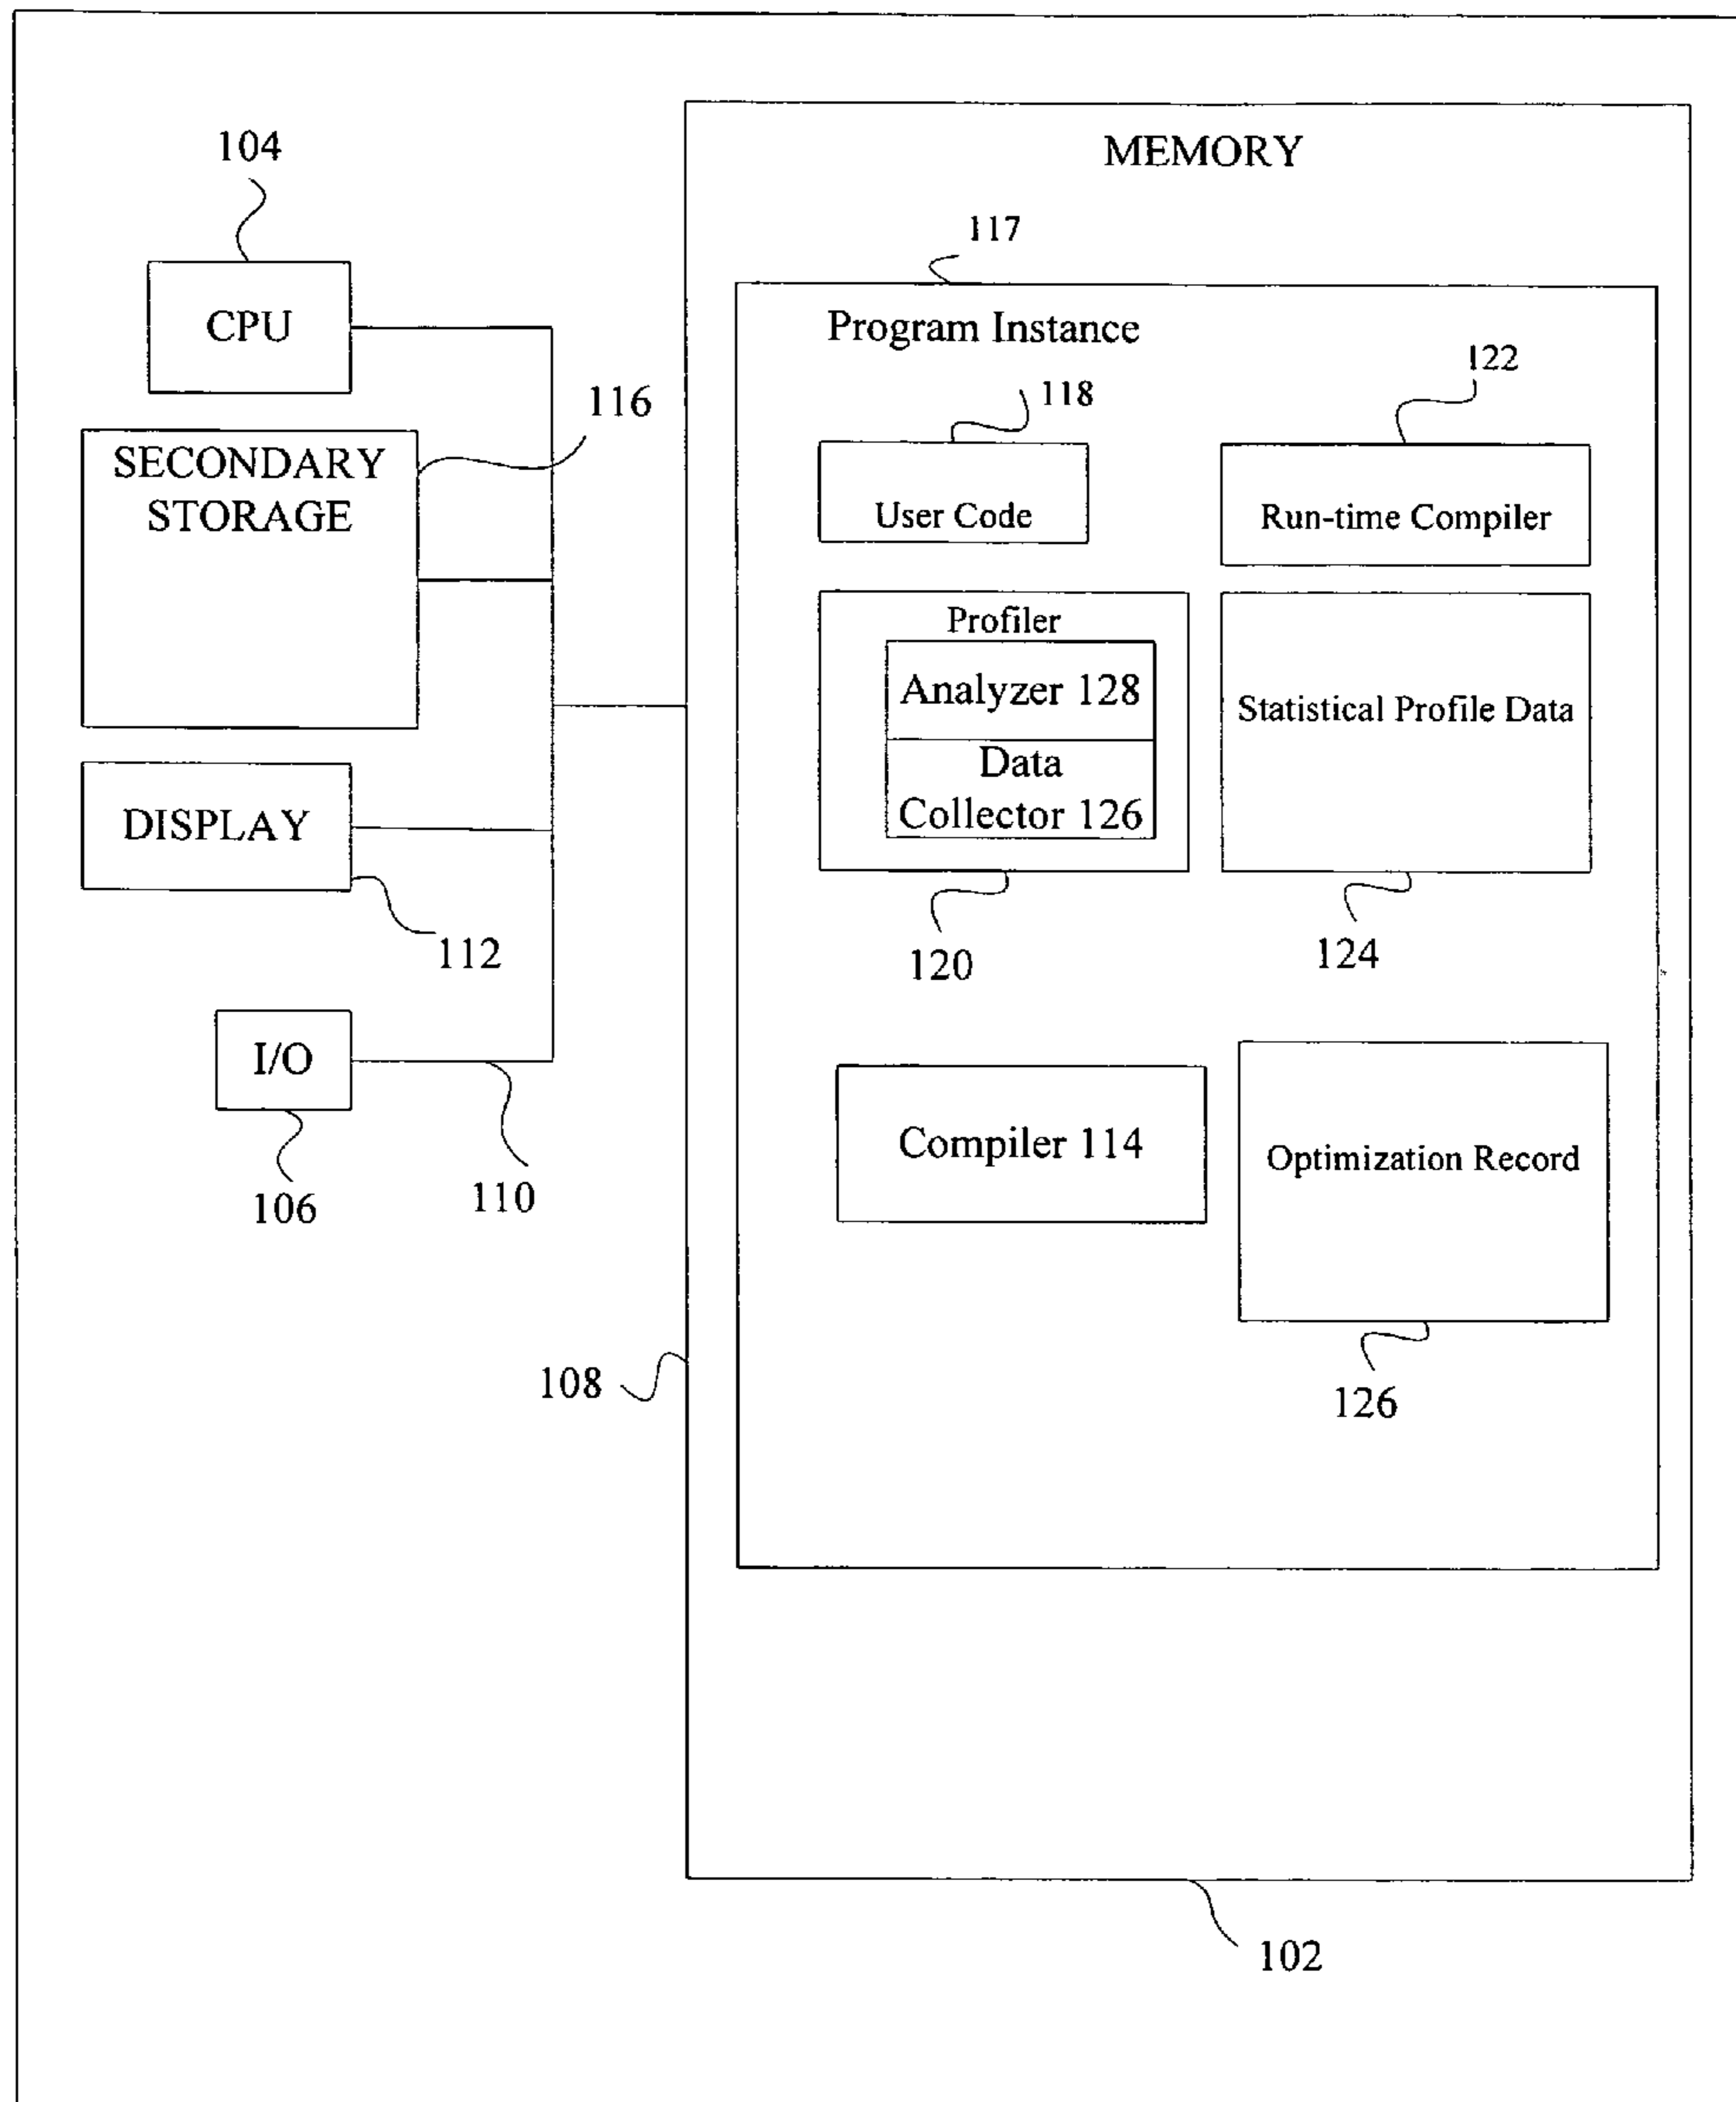 MEMORY
104
117
CPU
Program Instance
122
116
118
SECONDARY
STORAGE
User Code
Run-time Compiler
Profiler
Analyzer 128
Statistical Profile Data
Data
Collector 126
DISPLAY
112
120
124
I/O
Compiler 114
Optimization Record
106
110
108
126
102